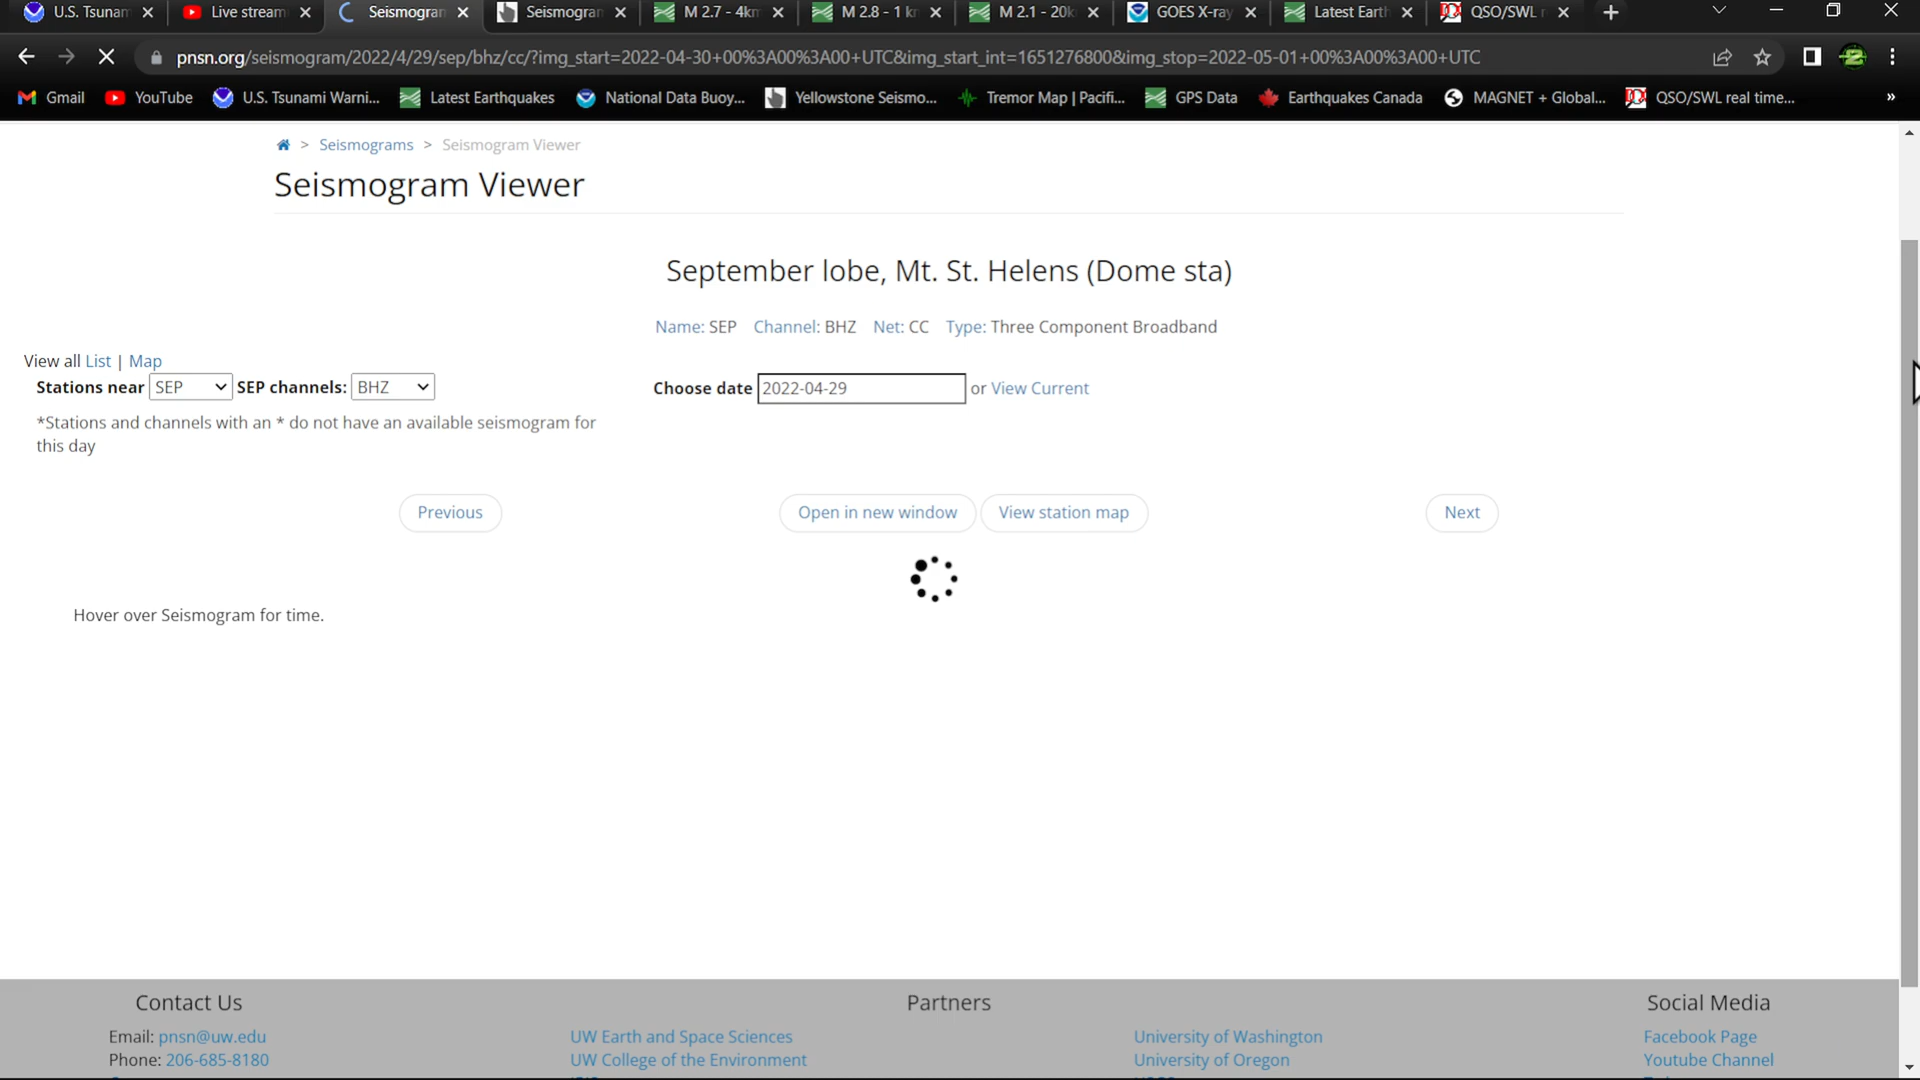 U.S. Tsunam
Live stream
Seismogran
Seismogran
M 2.7 - 4km
M 2.8 - 1 k
M 2.1 - 20k
GOES X-ray
Latest Earth
QSO/SWL
pnsn.org/seismogram/2022/4/29/sep/bhz/cc/?img_start=2022-04-30+00%3A00%3A00+UTC&img_start_int=1651276800&img_stop=2022-05-01+00%3A00%3A00+UTC
Gmail
YouTube
U.S. Tsunami Warni...
Latest Earthquakes
National Data Buoy...
Yellowstone Seismo...
Tremor Map | Pacifi...
GPS Data
Earthquakes Canada
MAGNET + Global...
QSO/SWL real time...
»
> Seismograms > Seismogram Viewer
Seismogram Viewer
September lobe, Mt. St. Helens (Dome sta)
Name: SEP Channel: BHZ Net: CC Type: Three Component Broadband
View all List | Map
Stations near SEP SEP channels: BHZ
Choose date 2022-04-29 or View Current
*Stations and channels with an * do not have an available seismogram for
this day
Previous
Open in new window
View station map
Next
Hover over Seismogram for time.
Contact Us
Partners
Social Media
Email: pnsn@uw.edu
UW Earth and Space Sciences
University of Washington
Facebook Page
Phone: 206-685-8180
UW College of the Environment
University of Oregon
Youtube Channel